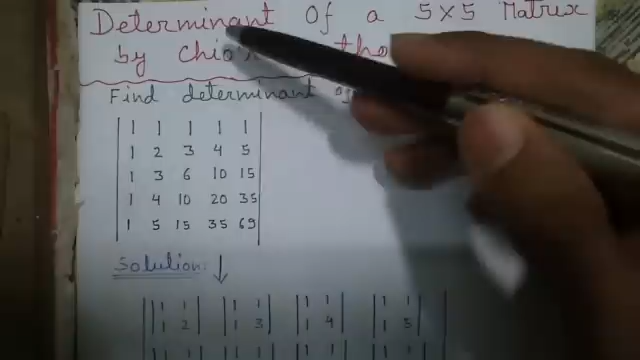 Determinant Of a 5×5 Matrix
by Chio's
Find determinant of
1 1 1 1 1
1 2 3 4 5
1 3 6 10 15
1 4 10 20 35
1 5 15 35 69
Solution:
1 1 1 1 1 1 1 1
1 2 1 3 1 4 1 5